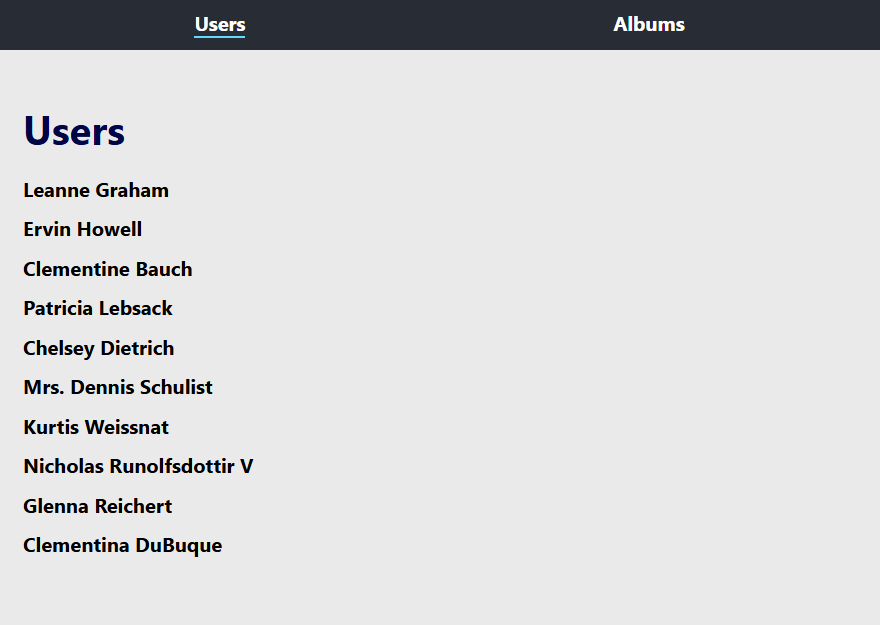 Users Albums
Users
Leanne Graham
Ervin Howell
Clementine Bauch
Patricia Lebsack
Chelsey Dietrich
Mrs. Dennis Schulist
Kurtis Weissnat
Nicholas Runolfsdottir V
Glenna Reichert
Clementina DuBuque